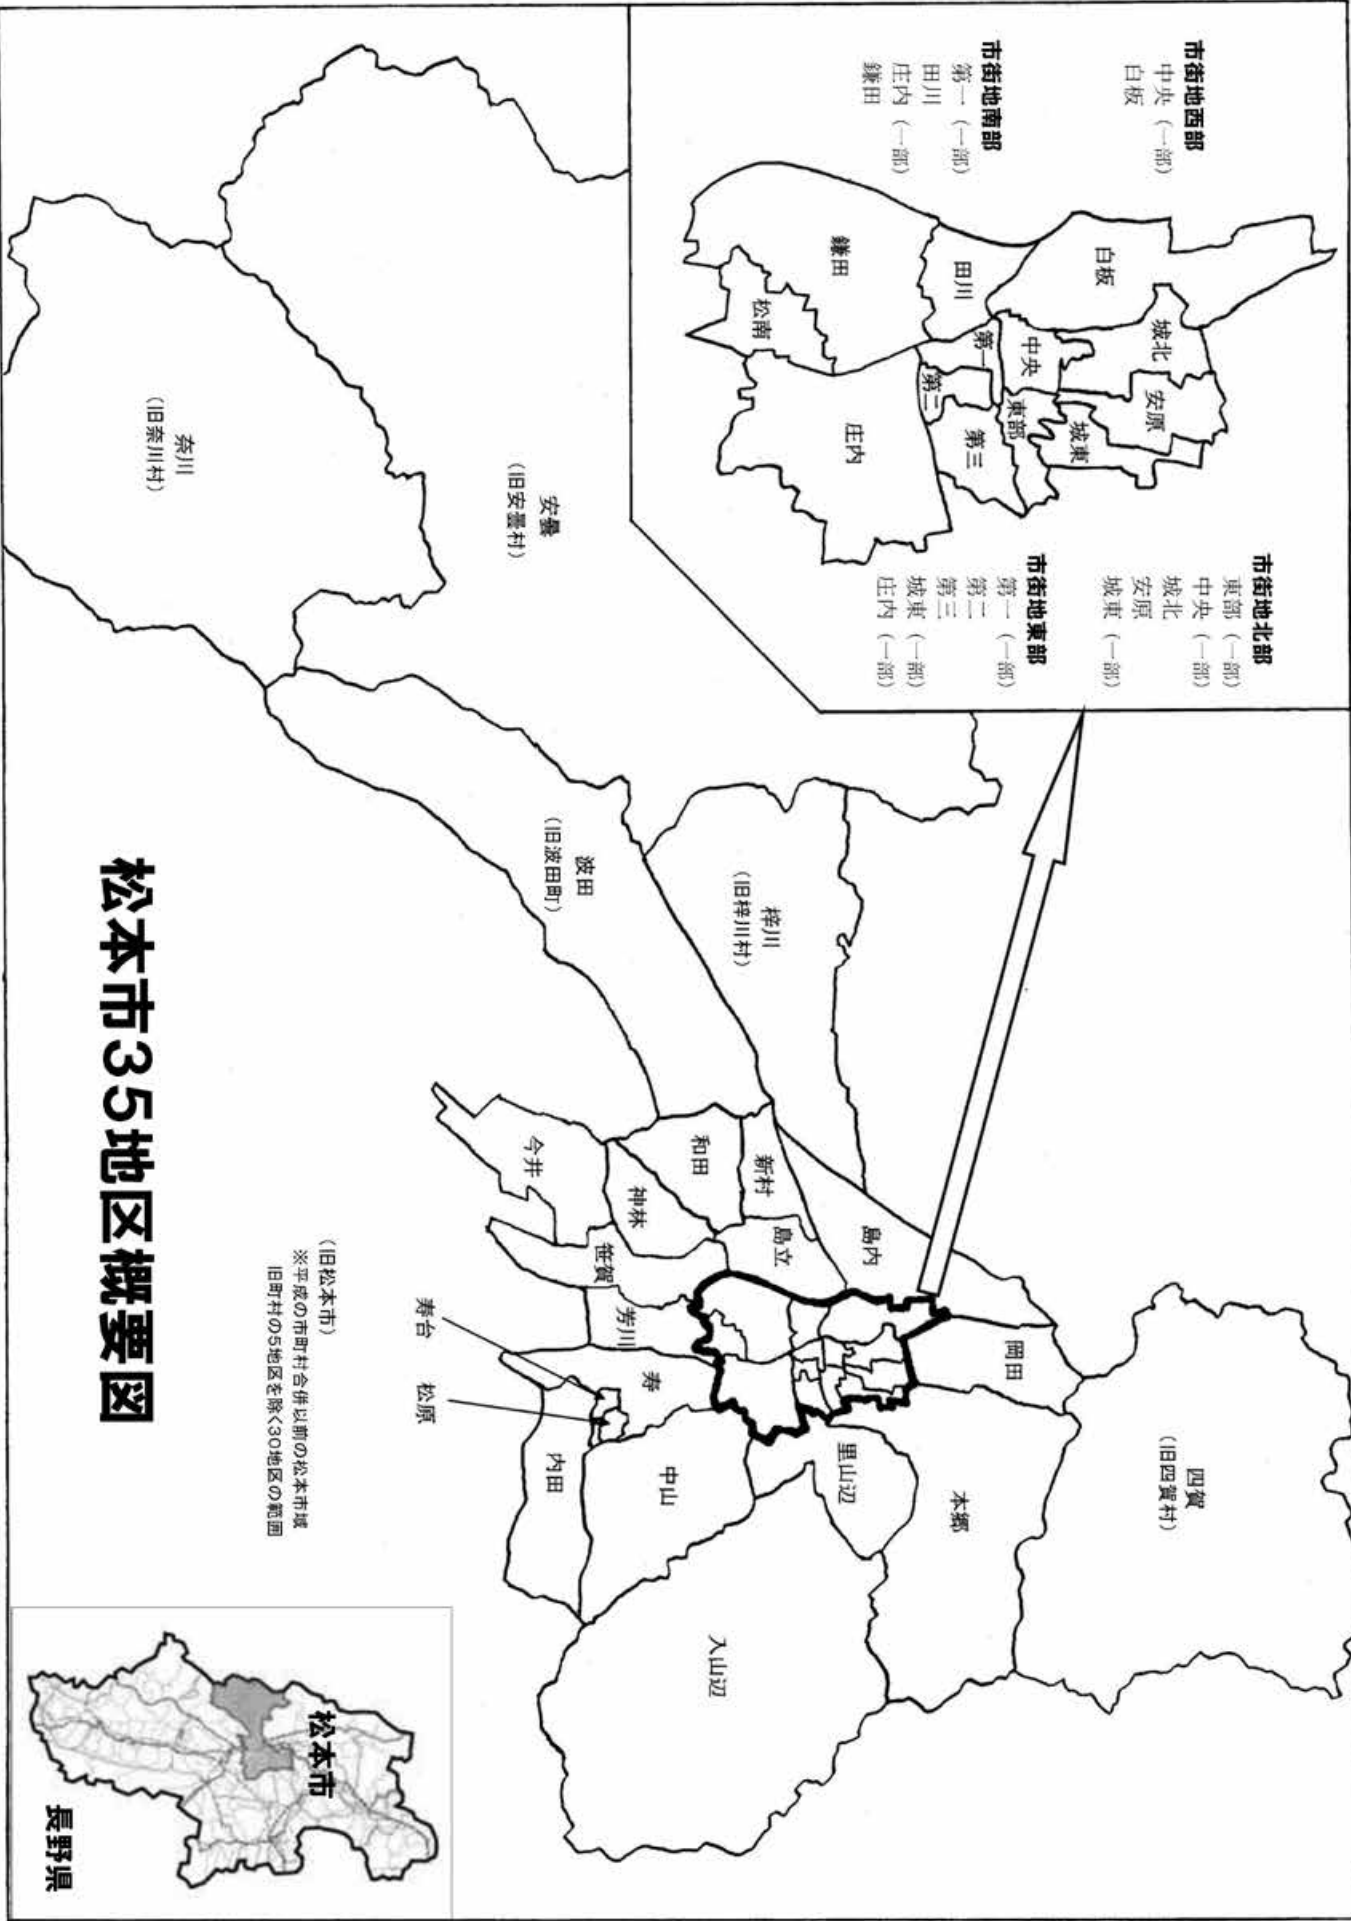 市街地西部
中央（一部）
白板
市街地南部
第一（一部）
田川
庄内（一部）
鎌田
市街地北部
東部（一部）
中央（一部）
城北
安原
城東（一部）
市街地東部
第一（一部）
第二
第三
城東（一部）
庄内（一部）
白板
城北
安原
城東
中央
東部
田川
第一
第二
第三
鎌田
松南
庄内
安曇
（旧安曇村）
奈川
（旧奈川村）
梓川
（旧梓川村）
波田
（旧波田町）
四賀
（旧四賀村）
島内
岡田
本郷
新村
島立
和田
神林
今井
笹賀
芳川
寿
寿台
松原
里山辺
中山
内田
入山辺
（旧松本市）
※平成の市町村合併以前の松本市域
旧町村の5地区を除く30地区の範囲
松本市35地区概要図
松本市
長野県